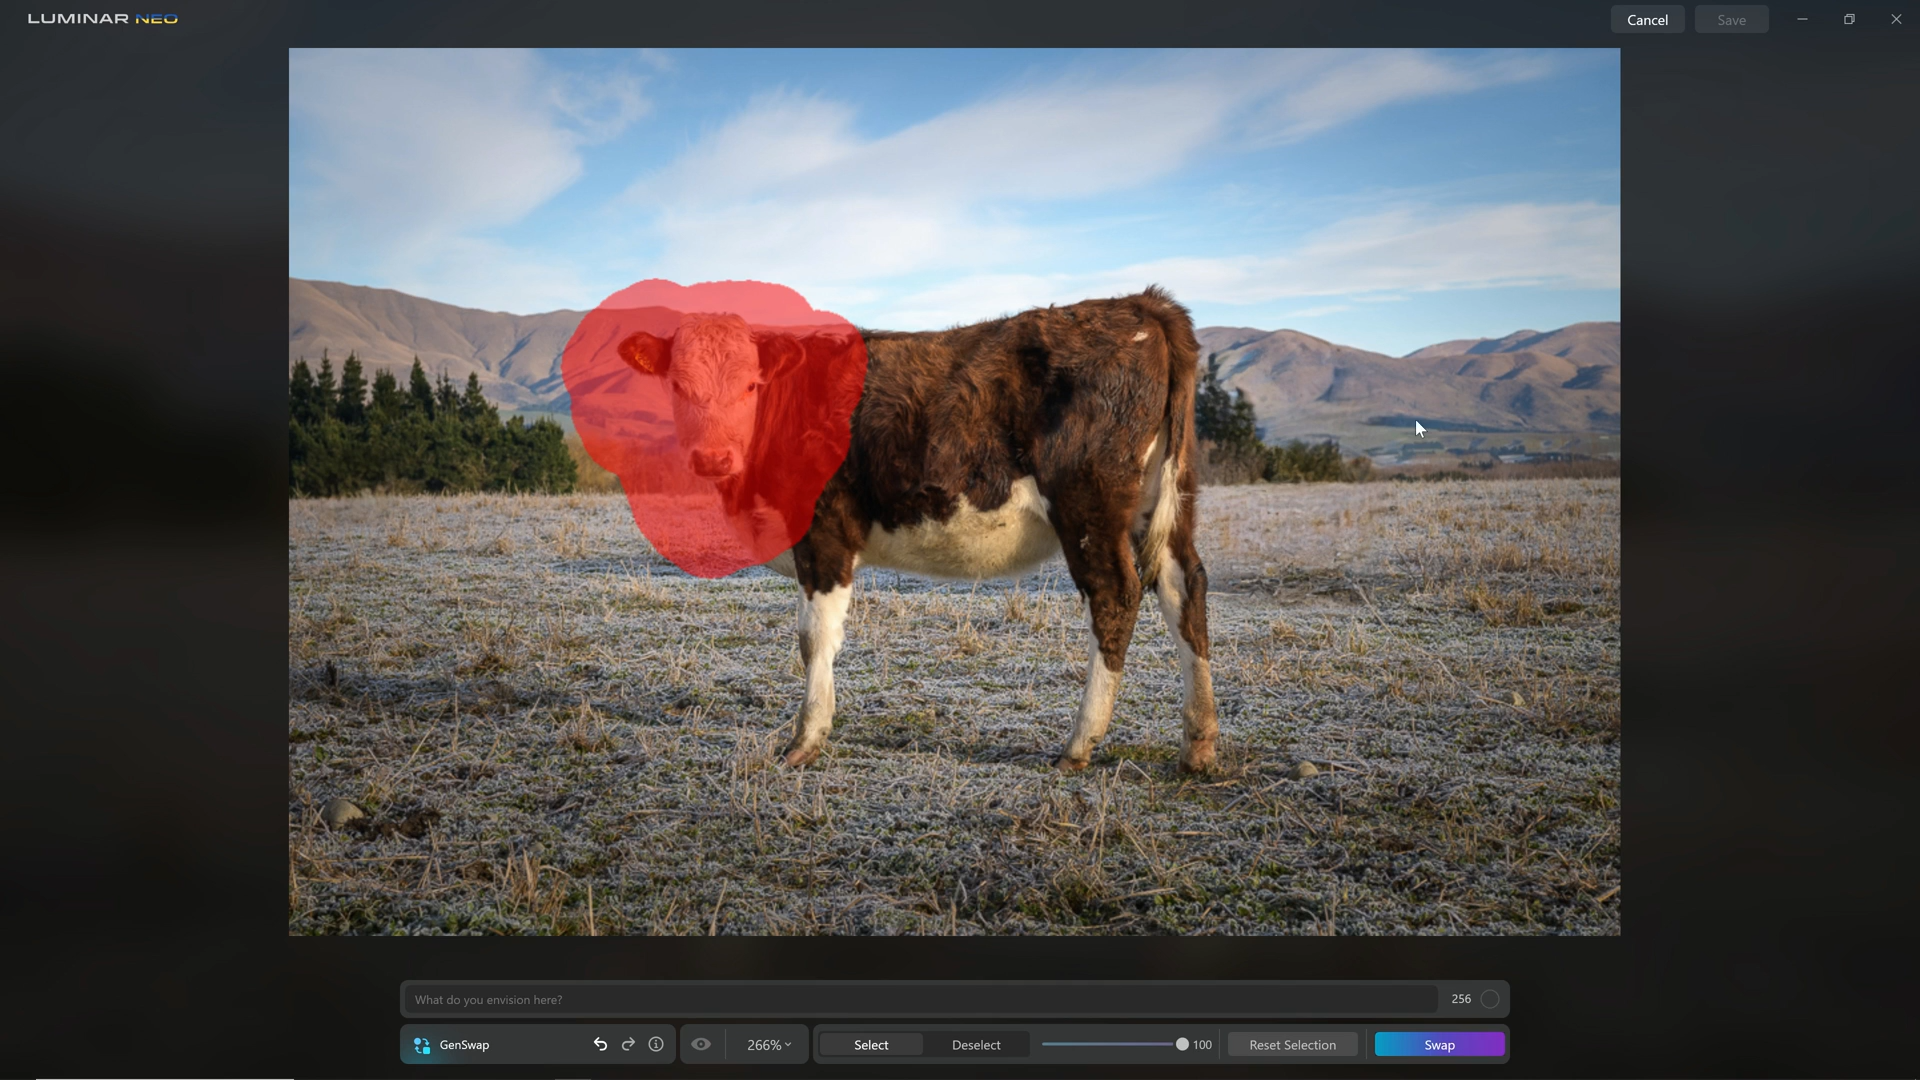 LUMINAR NEO
Cancel
Save
What do you envision here?
256
GenSwap
266%
Select
Deselect
100
Reset Selection
Swap